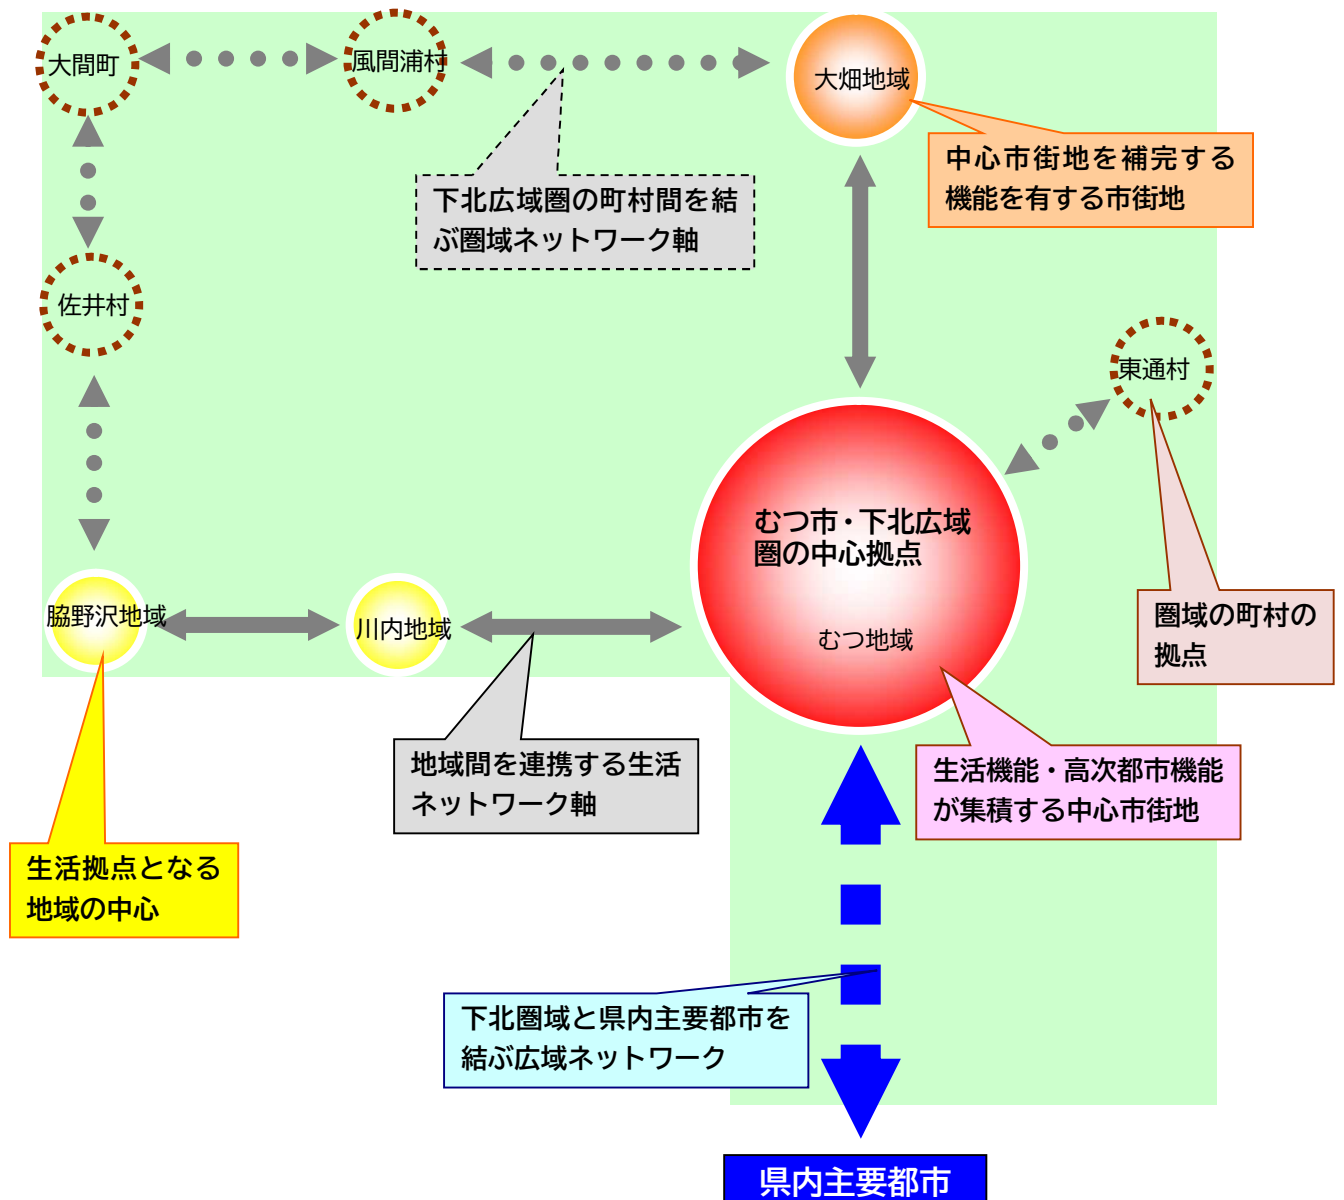 大間町
風間浦村
大畑地域
中心市街地を補完する
機能を有する市街地
下北広域圏の町村間を結
ぶ圏域ネットワーク軸
佐井村
東通村
むつ市・下北広域
圏の中心拠点
むつ地域
脇野沢地域
川内地域
圏域の町村の
拠点
地域間を連携する生活
ネットワーク軸
生活機能・高次都市機能
が集積する中心市街地
生活拠点となる
地域の中心
下北圏域と県内主要都市を
結ぶ広域ネットワーク
県内主要都市